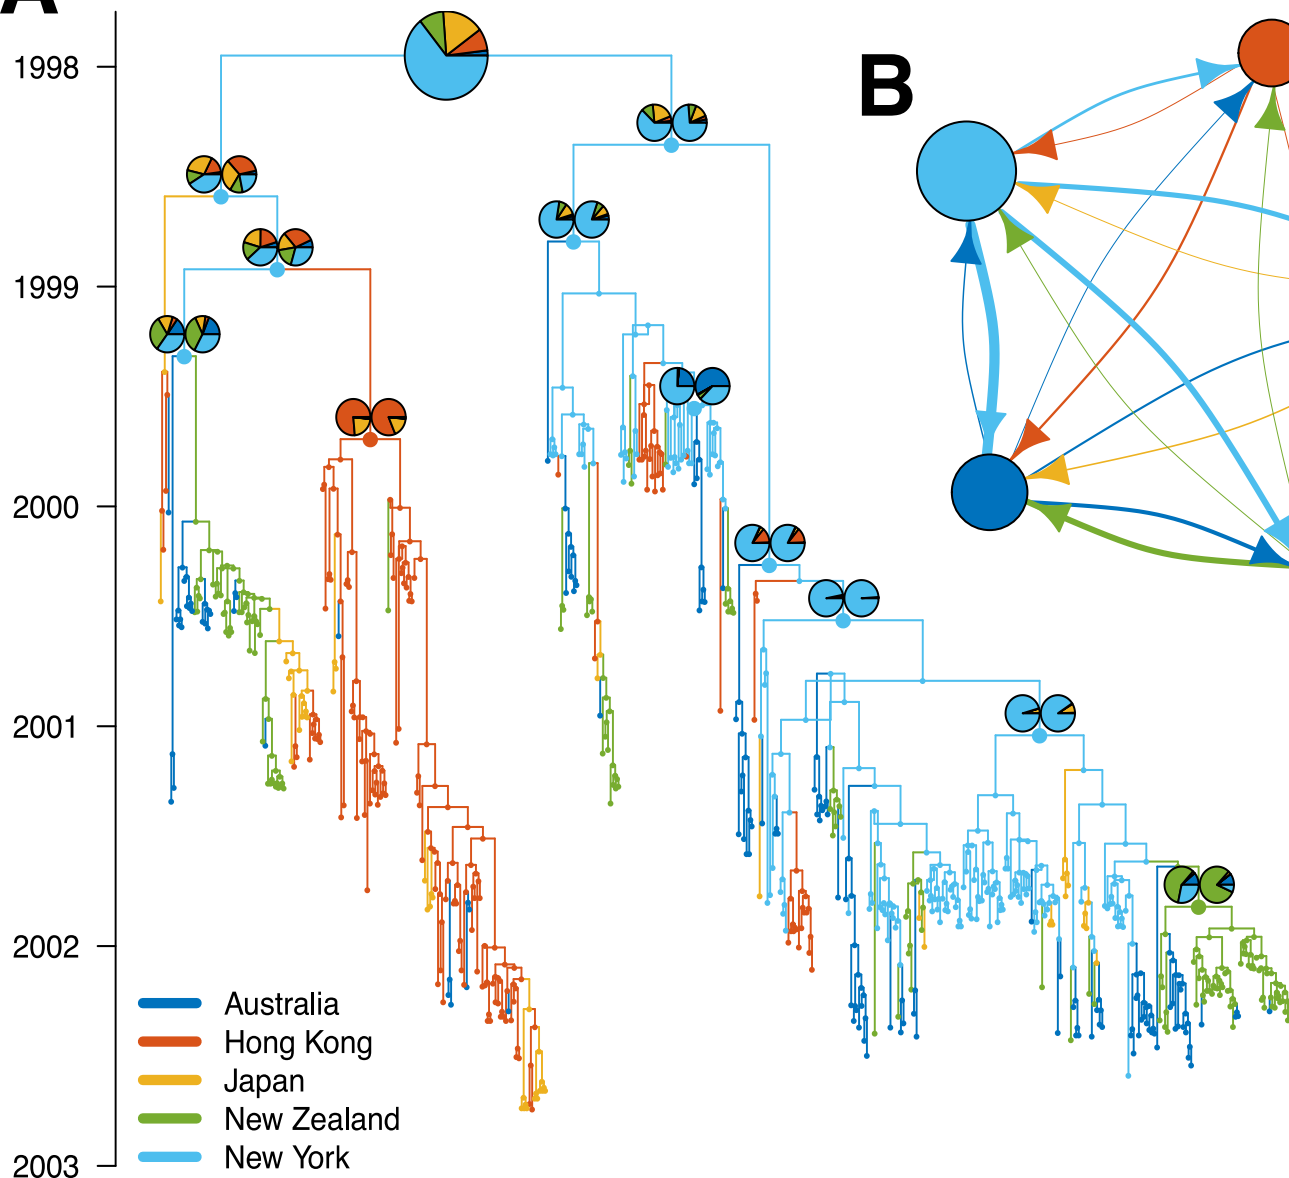 A
B
1998
1999
2000
2001
2002
2003
Australia
Hong Kong
Japan
New Zealand
New York